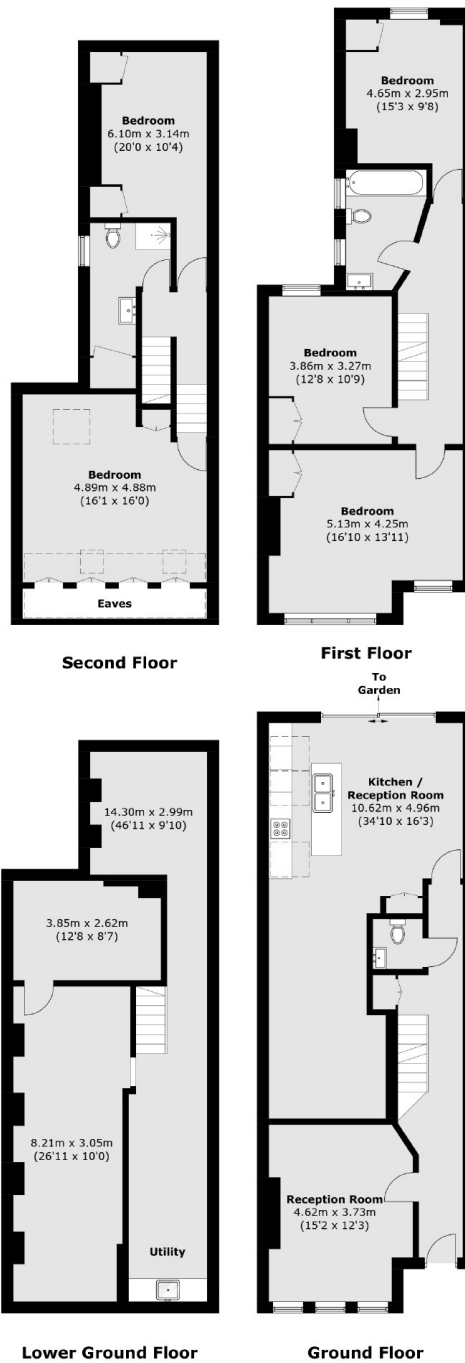 Bedroom
6.10m x 3.14m
(20'0 x 10'4)
Bedroom
4.89m x 4.88m
(16'1 x 16'0)
Eaves
Second Floor
Bedroom
4.65m x 2.95m
(15'3 x 9'8)
Bedroom
3.86m x 3.27m
(12'8 x 10'9)
Bedroom
5.13m x 4.25m
(16'10 x 13'11)
First Floor
14.30m x 2.99m
(46'11 x 9'10)
3.85m x 2.62m
(12'8 x 8'7)
8.21m x 3.05m
(26'11 x 10'0)
Utility
Lower Ground Floor
To
Garden
Kitchen /
Reception Room
10.62m x 4.96m
(34'10 x 16'3)
Reception Room
4.62m x 3.73m
(15'2 x 12'3)
Ground Floor